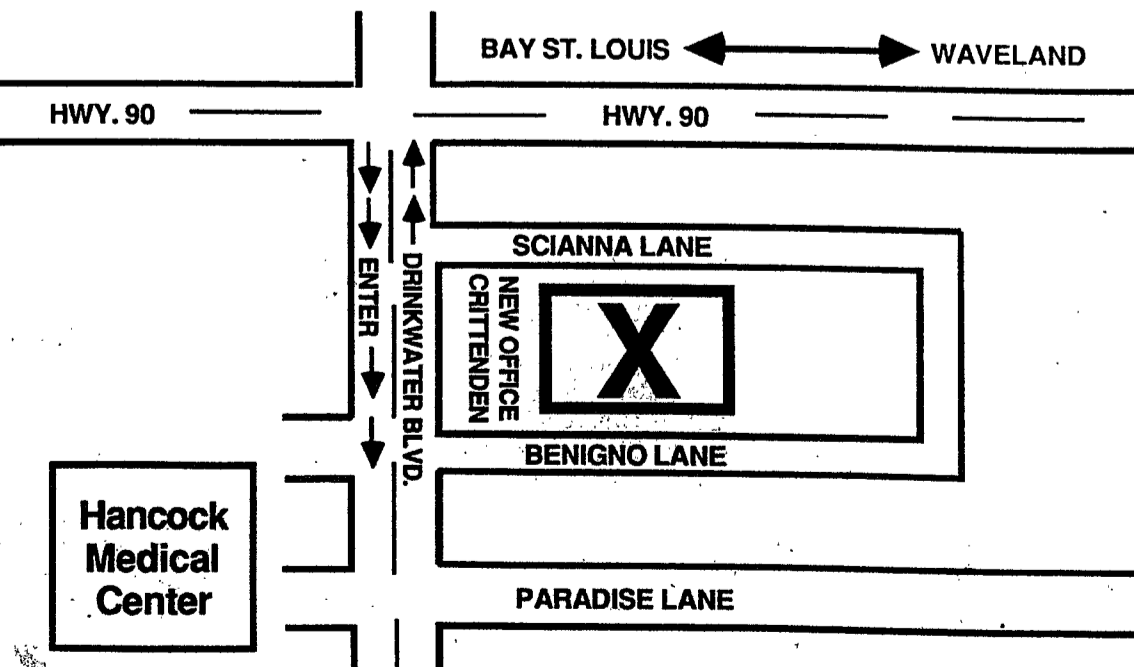 BAY ST. LOUIS
WAVELAND
HWY. 90
HWY. 90
SCIANNA LANE
ENTER
DRINKWATER BLVD.
NEW OFFICE
CRITTENDEN
X
BENIGNO LANE
Hancock
Medical
Center
PARADISE LANE